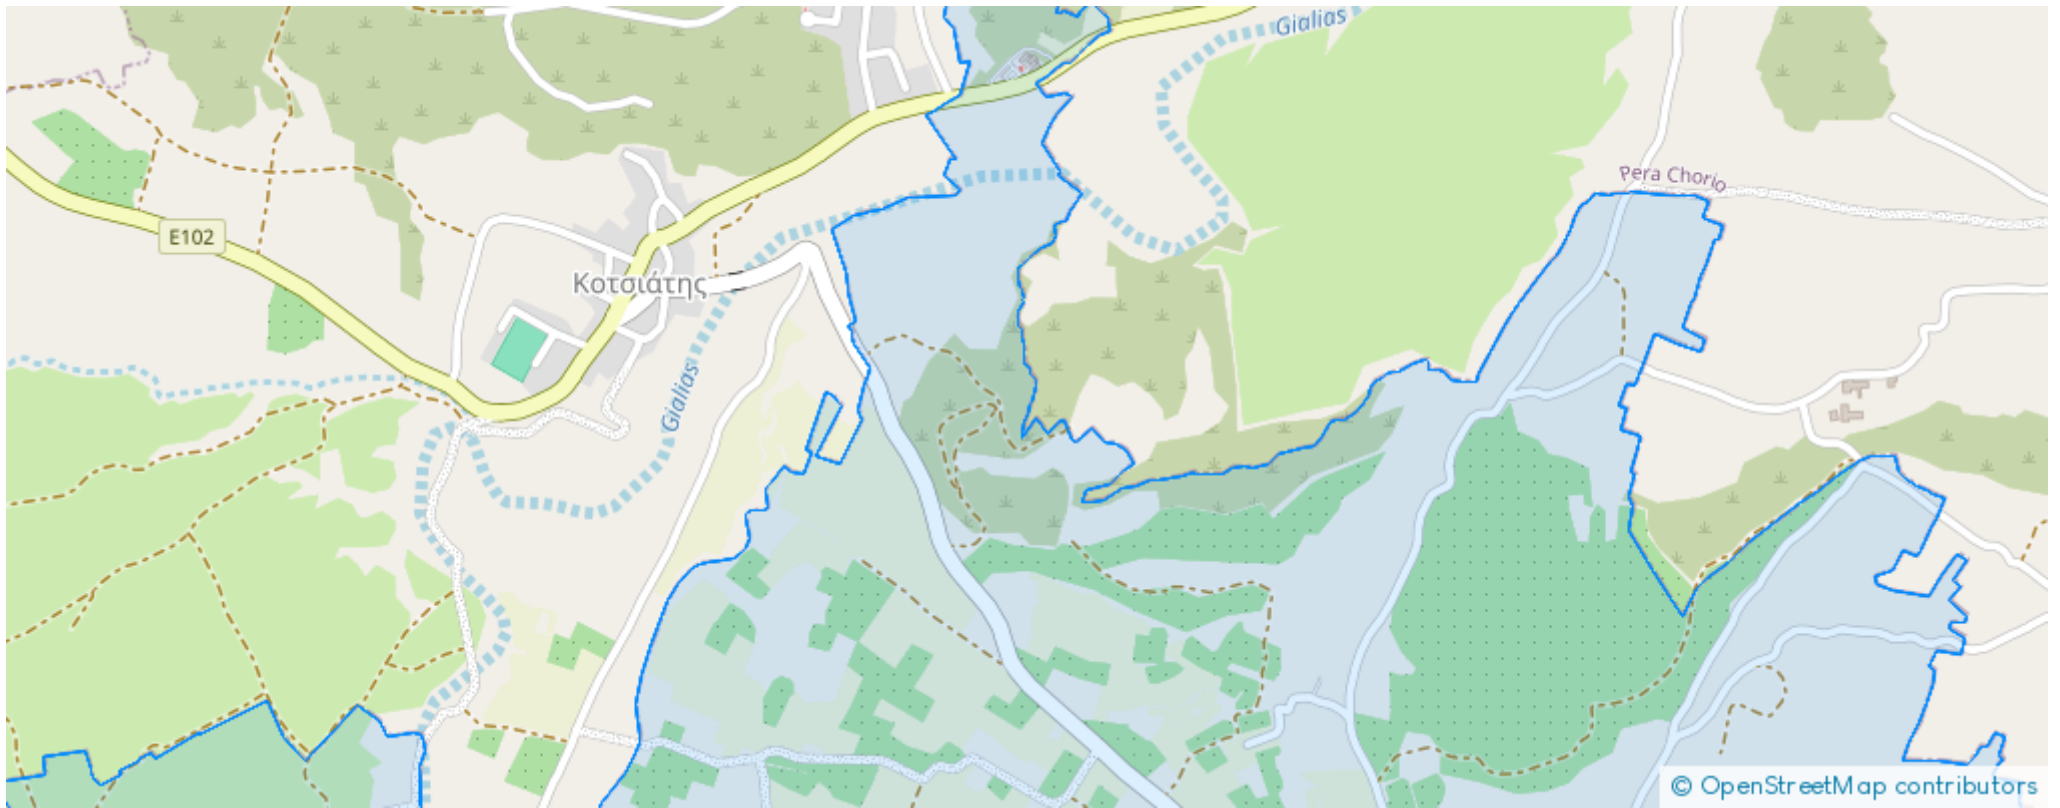 Gialias
Pera Chorio
E102
Κοτσιάτης
Gialias
© OpenStreetMap contributors